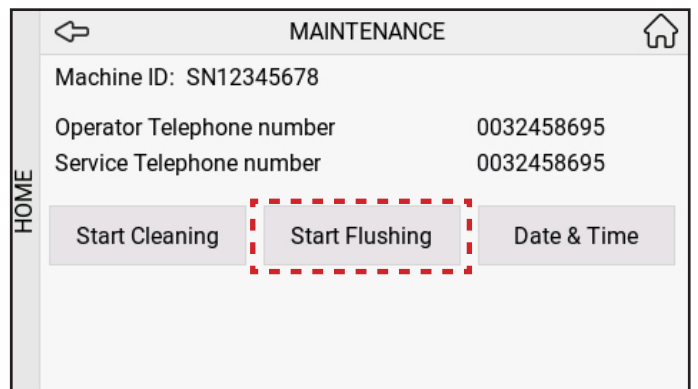 MAINTENANCE
Machine ID: SN12345678
Operator Telephone number 0032458695
Service Telephone number 0032458695
HOME
Start Cleaning Start Flushing Date & Time